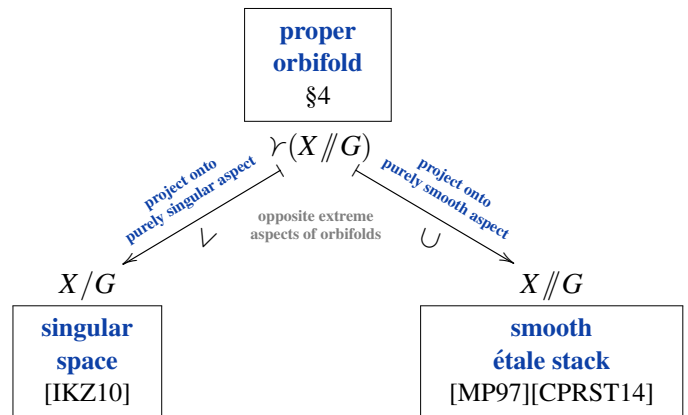 proper
orbifold
§4
ʏ(X⫽G)
project onto
purely singular aspect
project onto
purely smooth aspect
opposite extreme
aspects of orbifolds
< ∪
X/G X⫽G
singular
space
[IKZ10]
smooth
étale stack
[MP97][CPRST14]